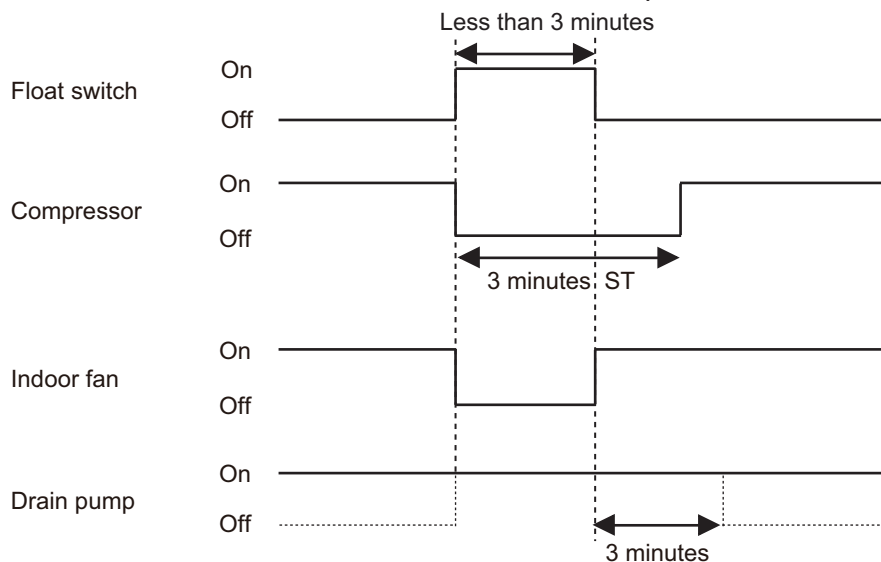 Less than 3 minutes
Float switch
On
Off
Compressor
On
Off
3 minutes ST
Indoor fan
On
Off
Drain pump
On
Off
3 minutes